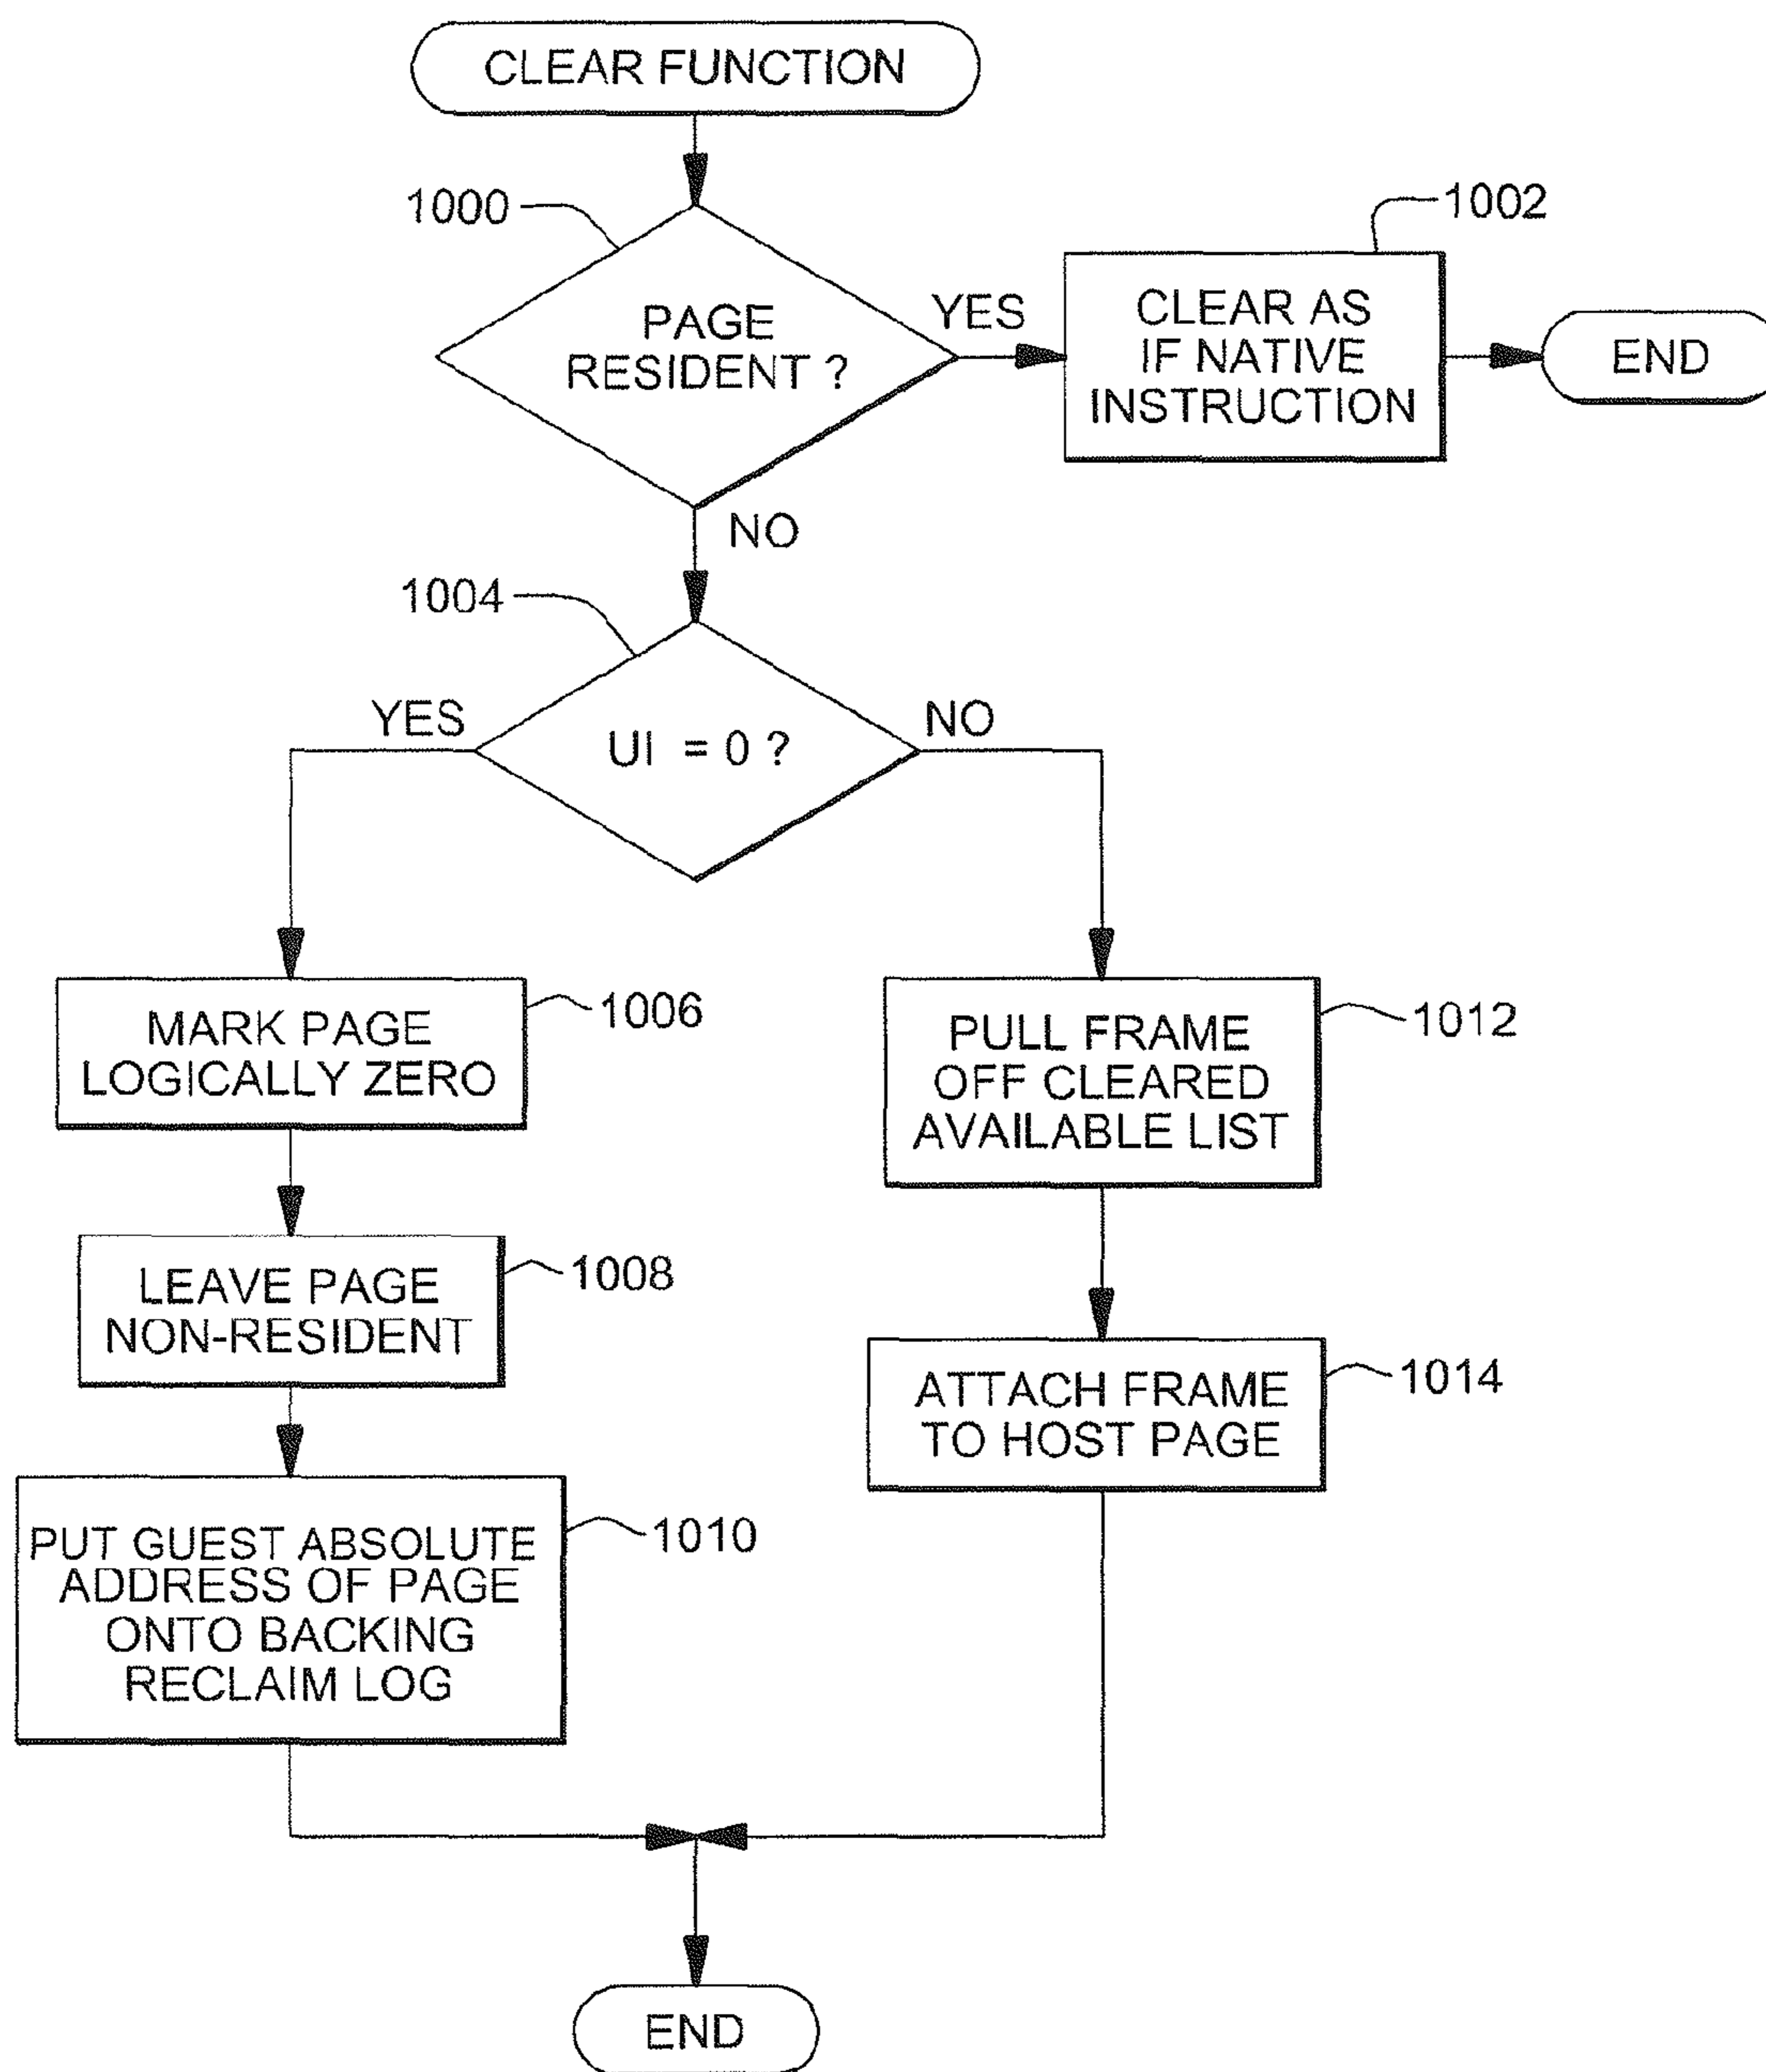 CLEAR FUNCTION
1000
1002
PAGE
RESIDENT ?
YES
CLEAR AS
IF NATIVE
INSTRUCTION
END
NO
1004
YES
UI = 0 ?
NO
MARK PAGE
LOGICALLY ZERO
1006
PULL FRAME
OFF CLEARED
AVAILABLE LIST
1012
LEAVE PAGE
NON-RESIDENT
1008
ATTACH FRAME
TO HOST PAGE
1014
PUT GUEST ABSOLUTE
ADDRESS OF PAGE
ONTO BACKING
RECLAIM LOG
1010
END